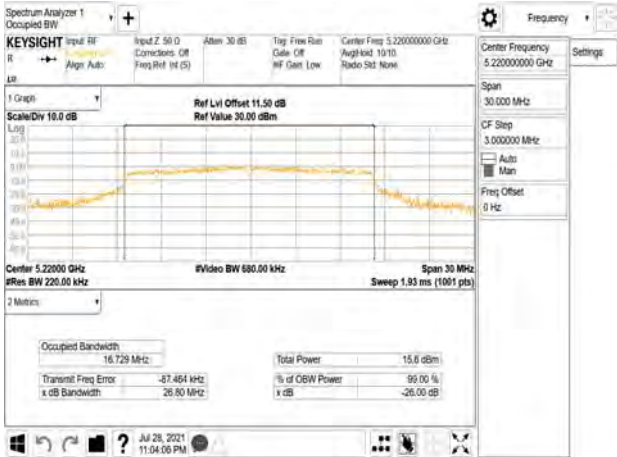 Spectrum Analyzer 1
Occupied BW
Frequency
KEYSIGHT
Input: RF
Align: Auto
Input Z: 50 Ω
Corrections: Off
Freq Ref: Int (S)
Atten: 30 dB
Trig: Free Run
Gate: Off
#IF Gain: Low
Center Freq: 5.220000000 GHz
Avg|Hold: 10/10
Radio Std: None
R
LU
Center Frequency
5.220000000 GHz
Settings
Span
30.000 MHz
CF Step
3.000000 MHz
Auto
Man
Freq Offset
0 Hz
1 Graph
Scale/Div 10.0 dB
Ref Lvl Offset 11.50 dB
Ref Value 30.00 dBm
Log
Center 5.22000 GHz
#Res BW 220.00 kHz
#Video BW 680.00 kHz
Span 30 MHz
Sweep 1.93 ms (1001 pts)
2 Metrics
Occupied Bandwidth
16.729 MHz
Total Power
15.6 dBm
Transmit Freq Error
-87.464 kHz
% of OBW Power
99.00 %
x dB Bandwidth
26.80 MHz
x dB
-26.00 dB
Jul 28, 2021
11:04:06 PM